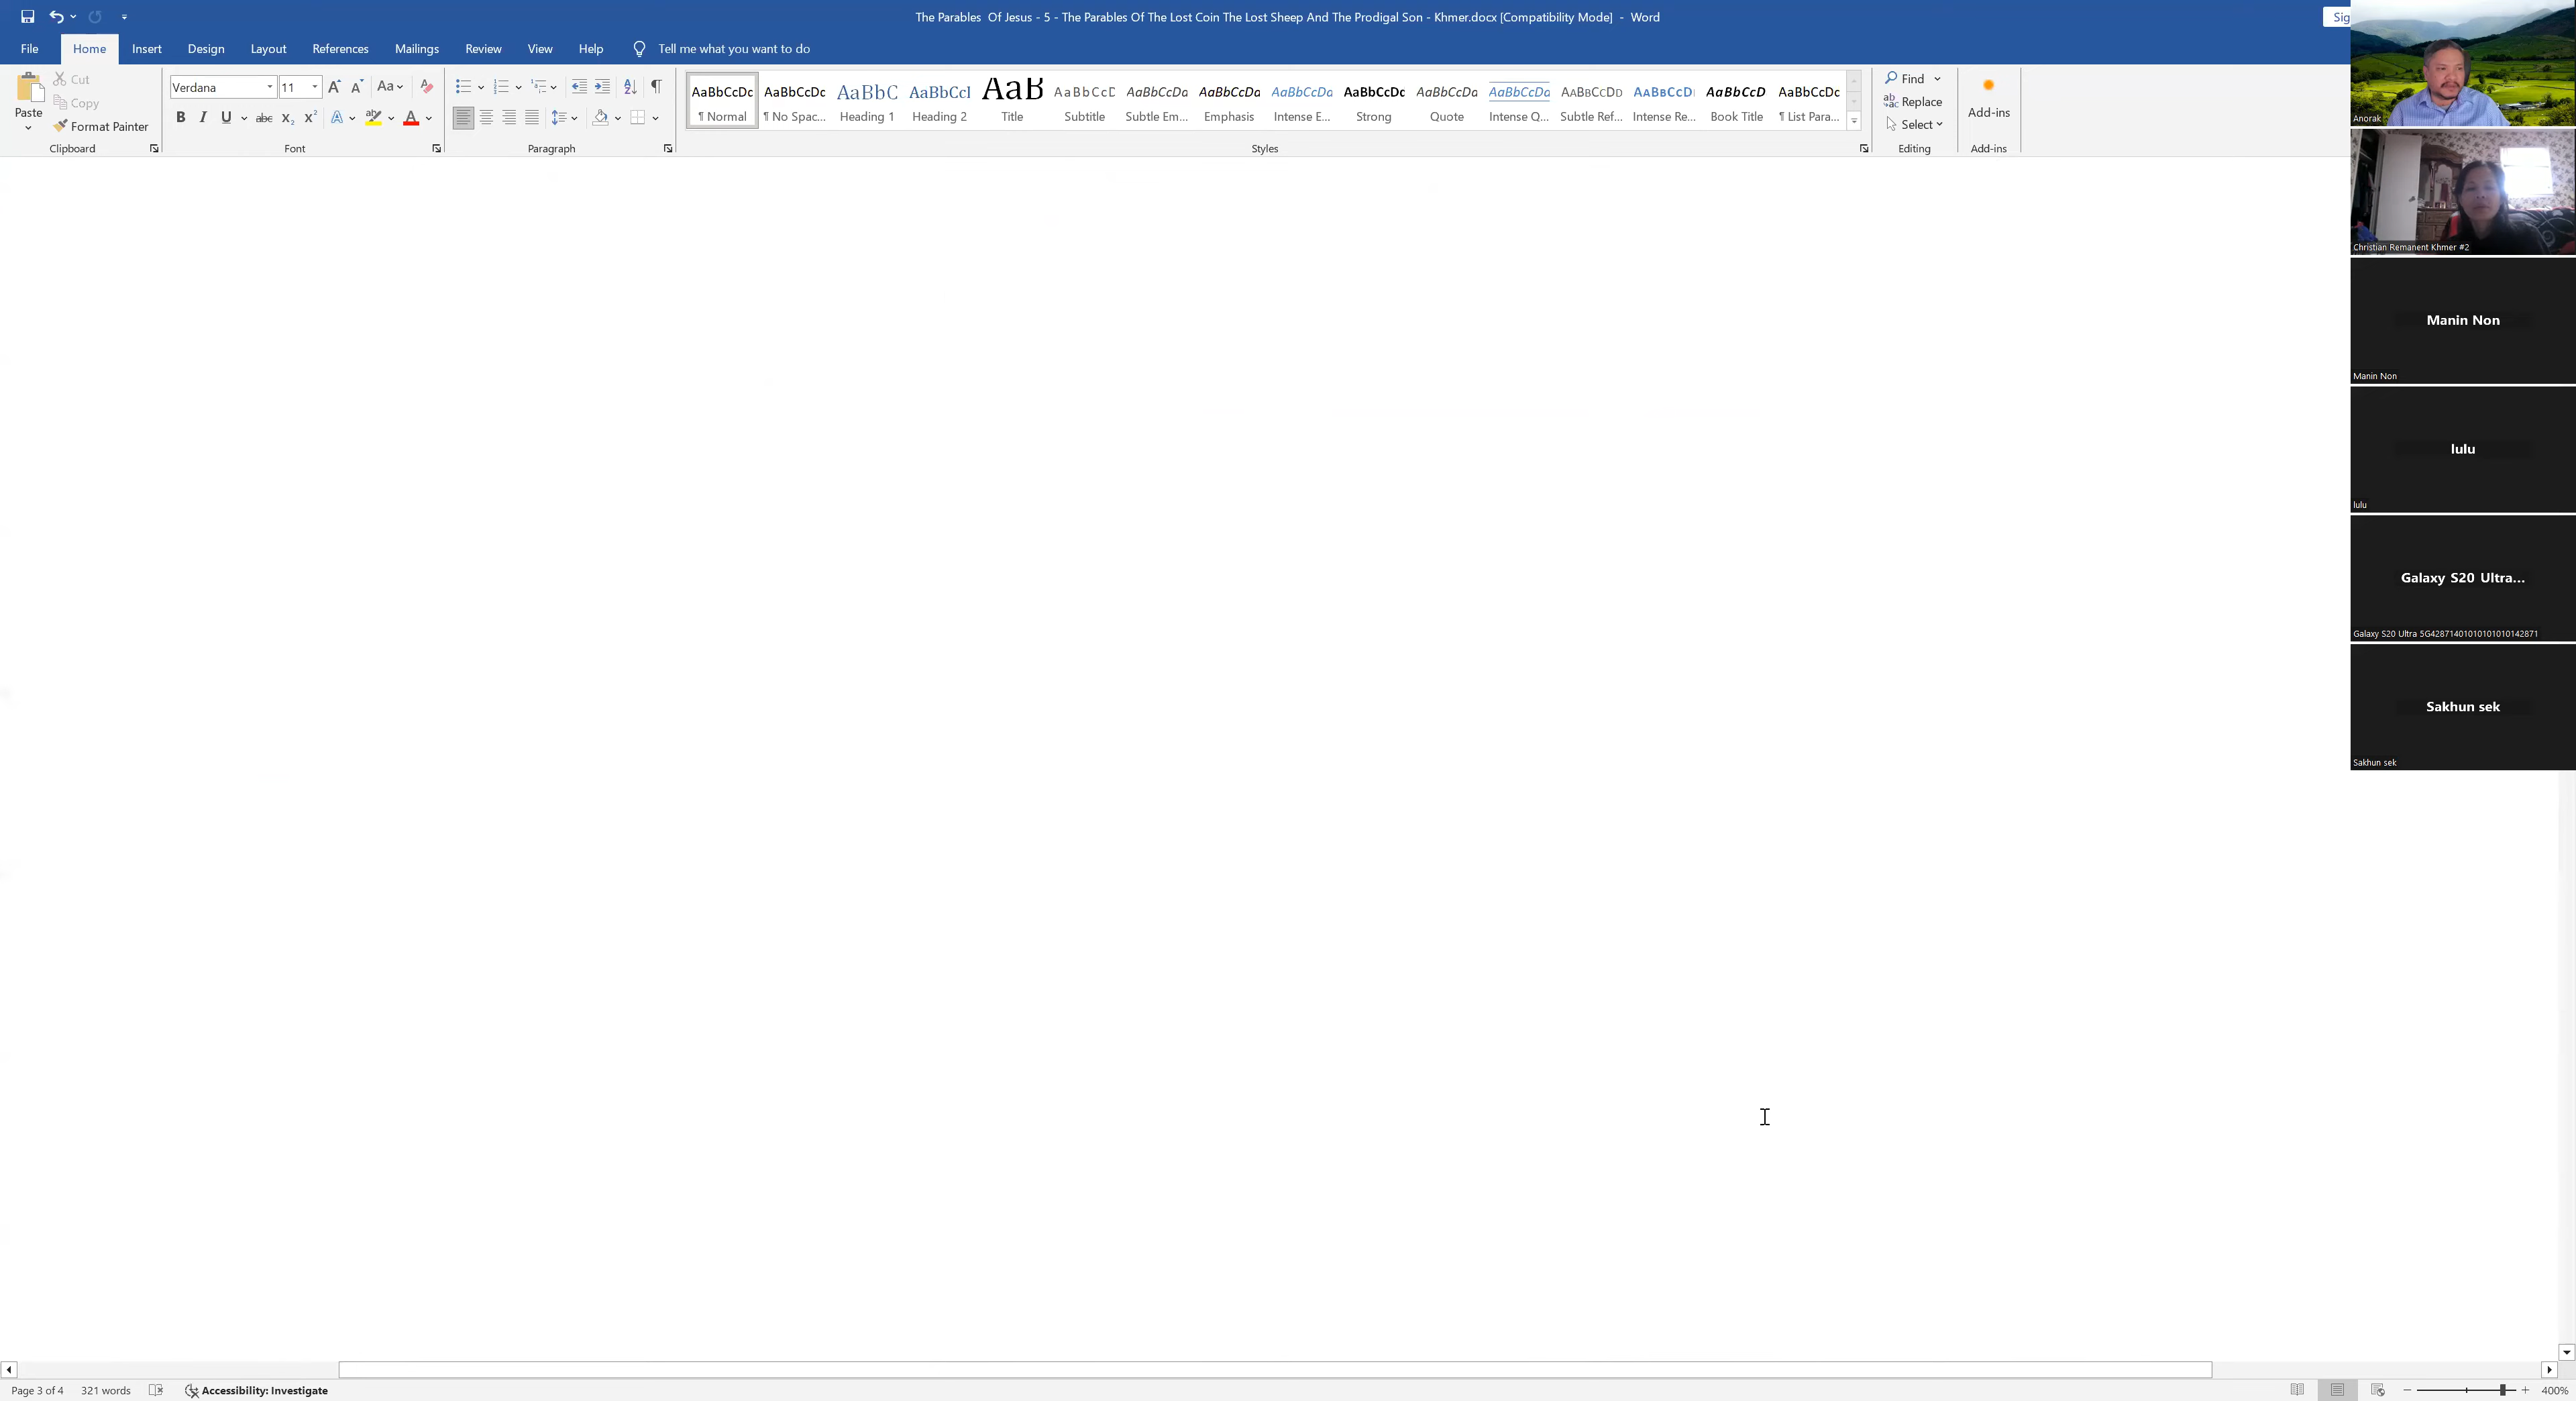 The Parables  Of Jesus - 5 - The Parables Of The Lost Coin The Lost Sheep And The Prodigal Son - Khmer.docx [Compatibility Mode]  -  Word
Sig
File Home Insert Design Layout References Mailings Review View Help Tell me what you want to do
Paste
Cut
Copy
Format Painter
Clipboard
Verdana 11
Font
Paragraph
AaBbCcDc AaBbCcDc AaBbC AaBbCcI AaB AaBbCcD AaBbCcDa AaBbCcDa AaBbCcDa AaBbCcDc AaBbCcDa AaBbCcDa AaBbCcDd AaBbCcD AaBbCcD AaBbCcDc
¶ Normal ¶ No Spac... Heading 1 Heading 2 Title Subtitle Subtle Em... Emphasis Intense E... Strong Quote Intense Q... Subtle Ref... Intense Re... Book Title ¶ List Para...
Styles
Find
Replace
Select
Editing
Add-ins
Add-ins
Anorak
Christian Remanent Khmer #2
Manin Non
Manin Non
lulu
lulu
Galaxy S20 Ultra...
Galaxy S20 Ultra 5G42871401010101010142871
Sakhun sek
Sakhun sek
Page 3 of 4 321 words Accessibility: Investigate 400%